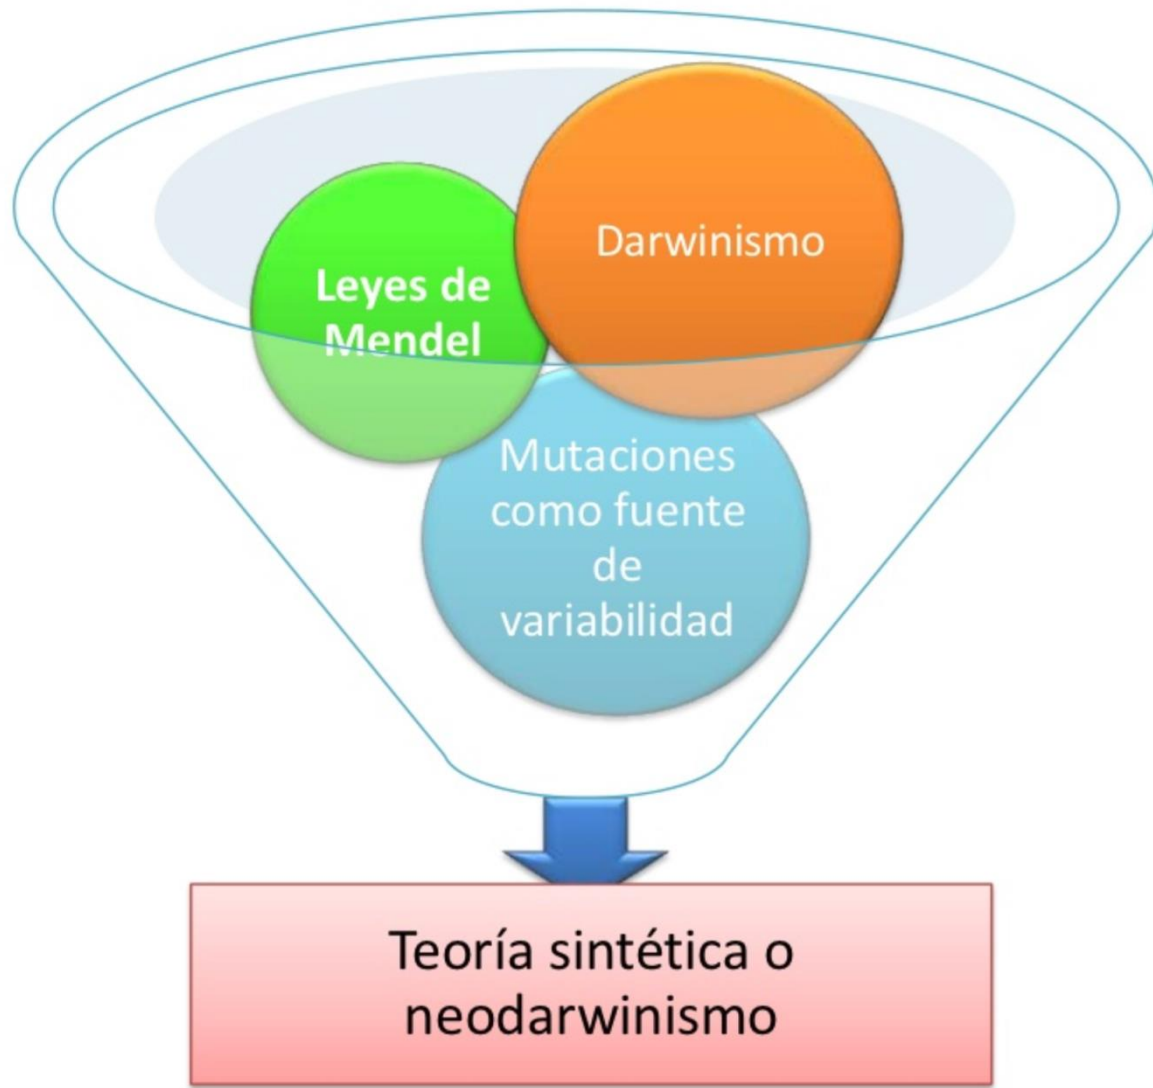 Darwinismo
Leyes de
Mendel
Mutaciones
como fuente
de
variabilidad
Teoría sintética o
neodarwinismo